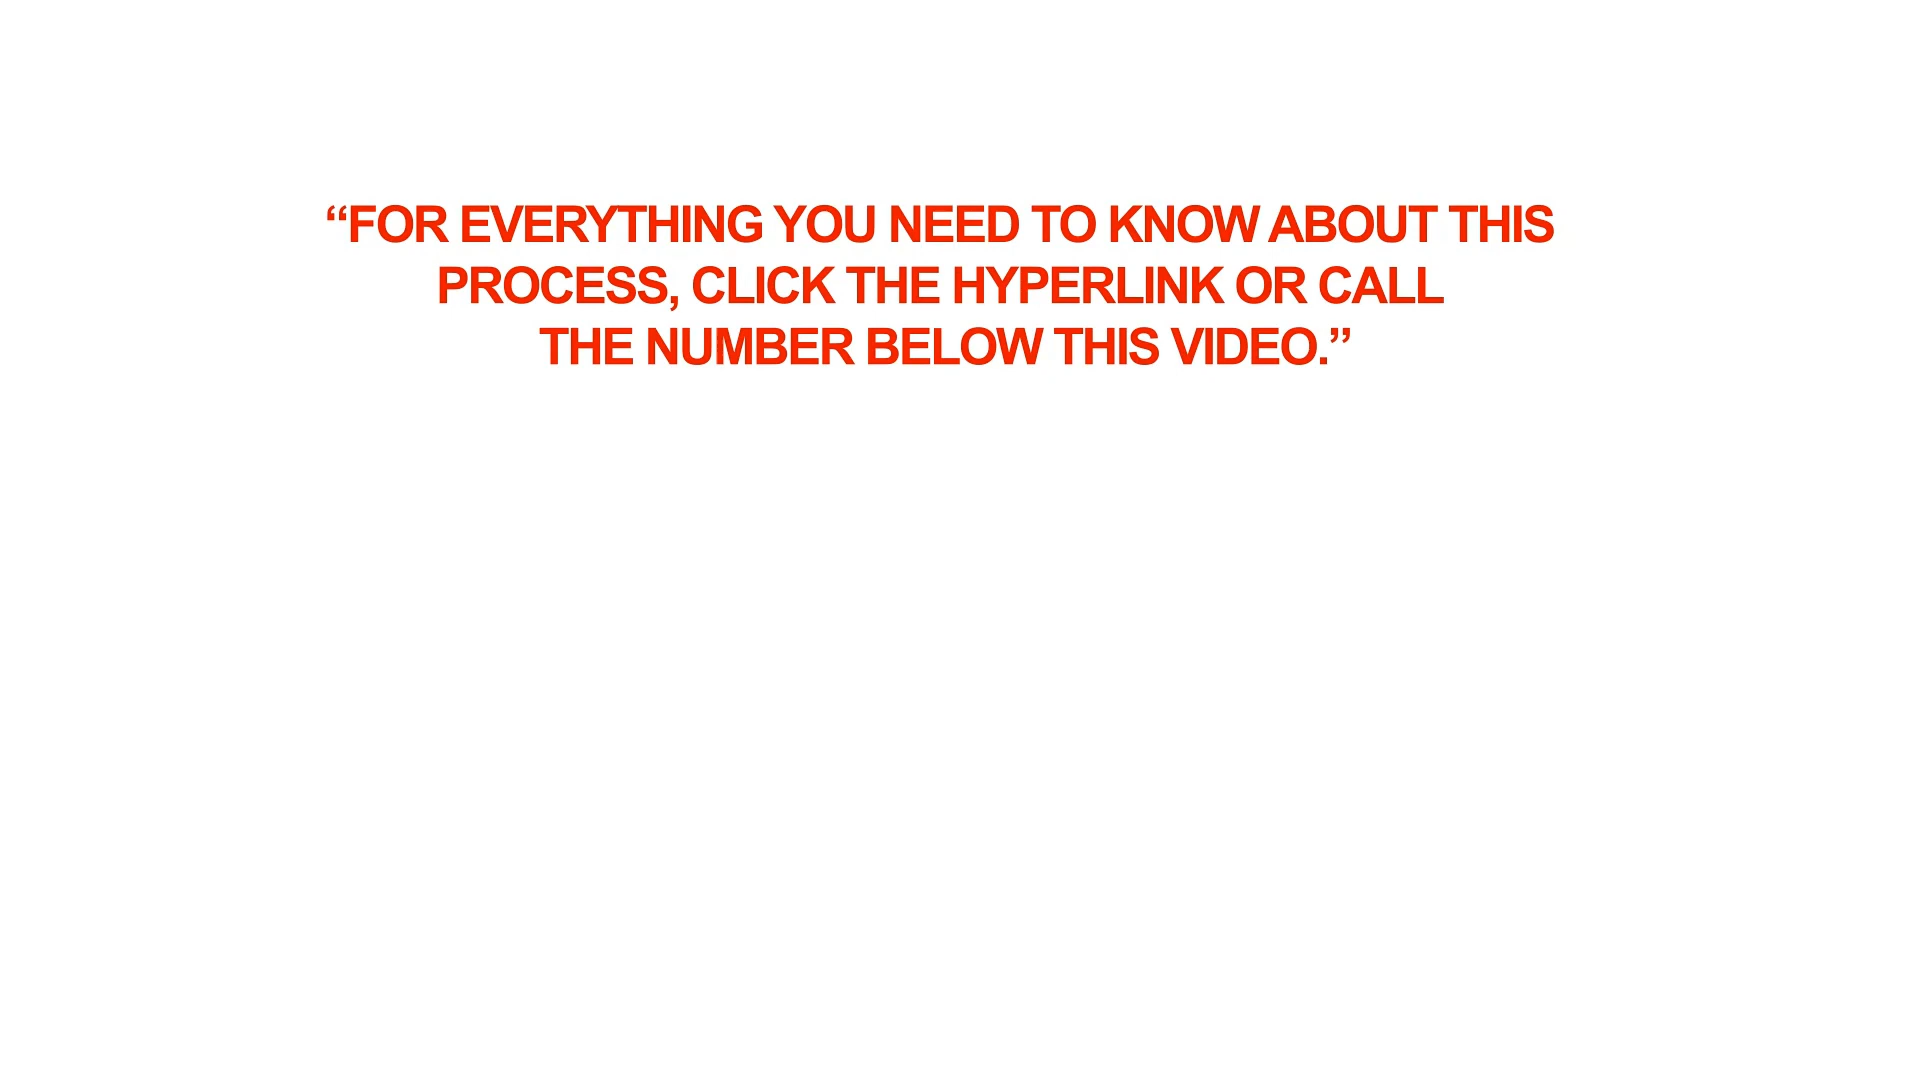 “FOR EVERYTHING YOU NEED TO KNOW ABOUT THIS
PROCESS, CLICK THE HYPERLINK OR CALL
THE NUMBER BELOW THIS VIDEO.”